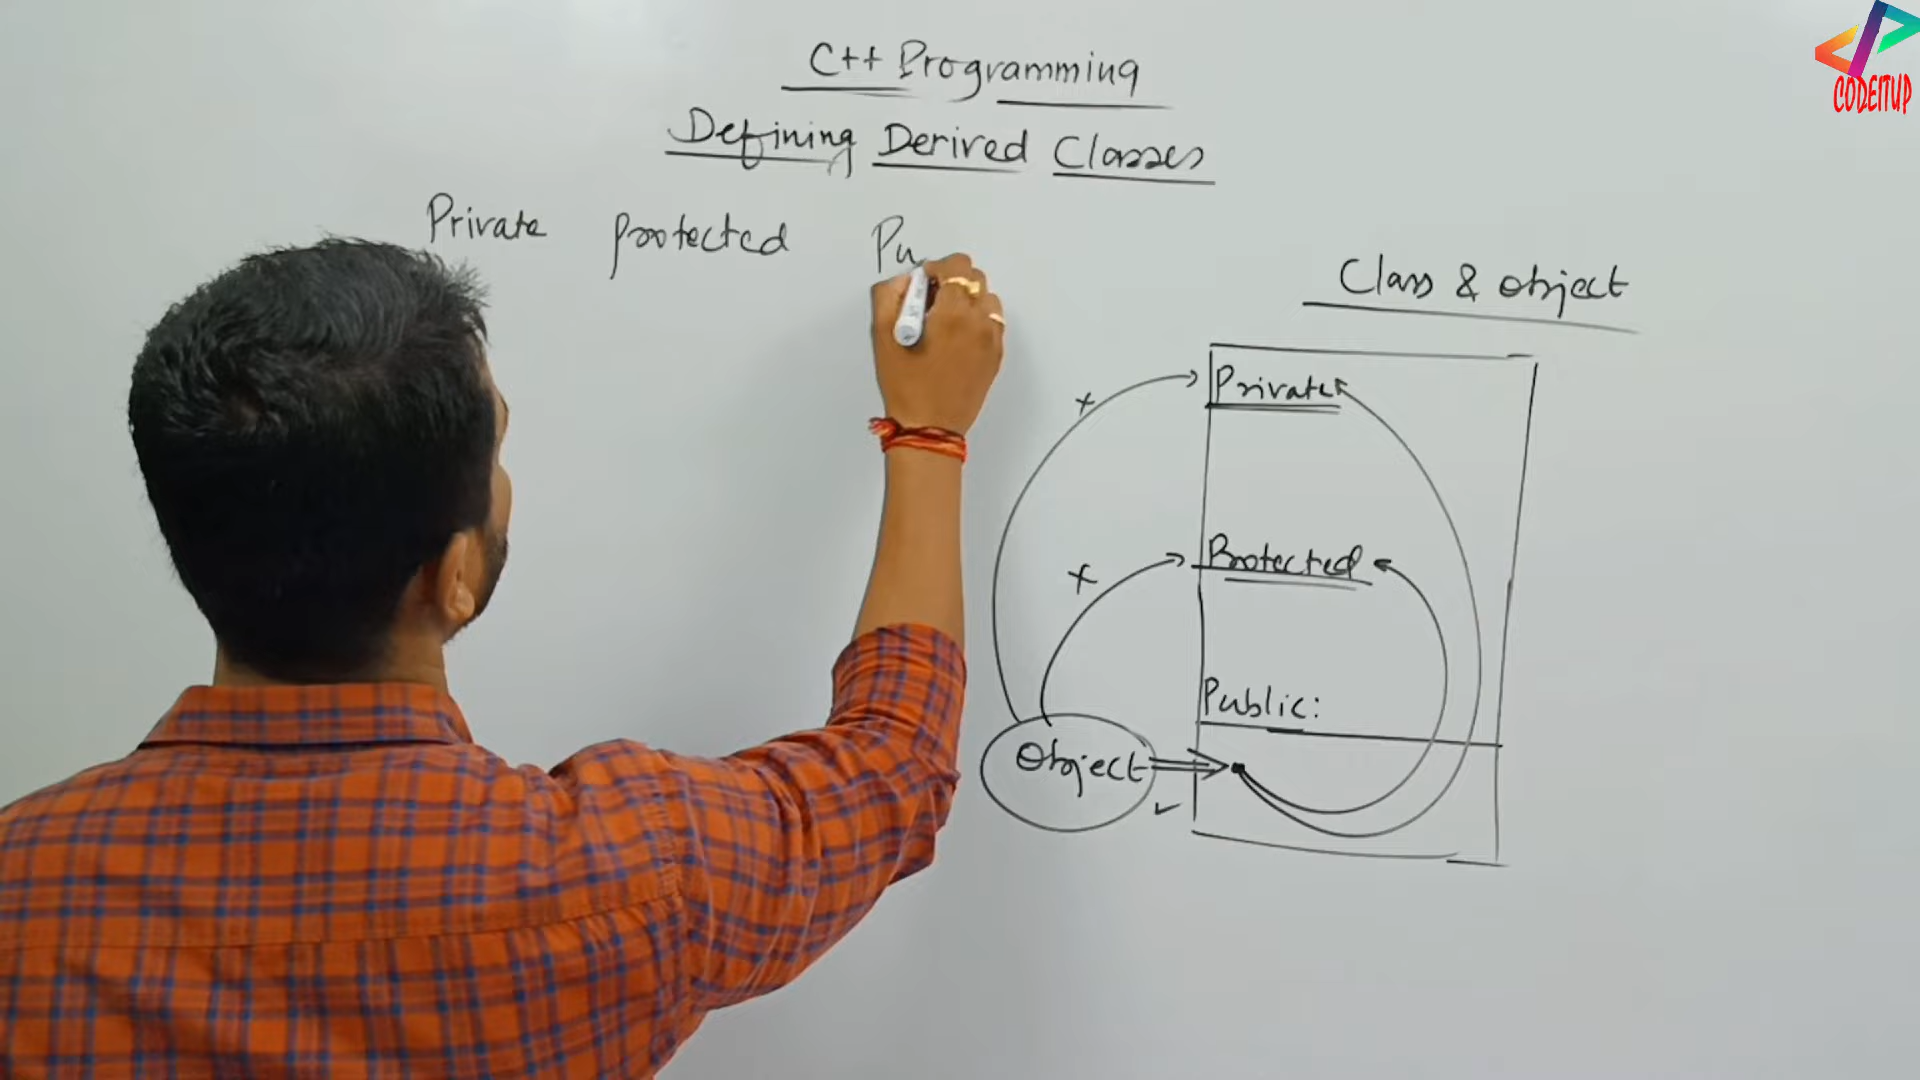 C++ Programming
Defining Derived Classes
Private protected Pu
Class & Object
Private
Protected
Public:
Object
CODEITUP